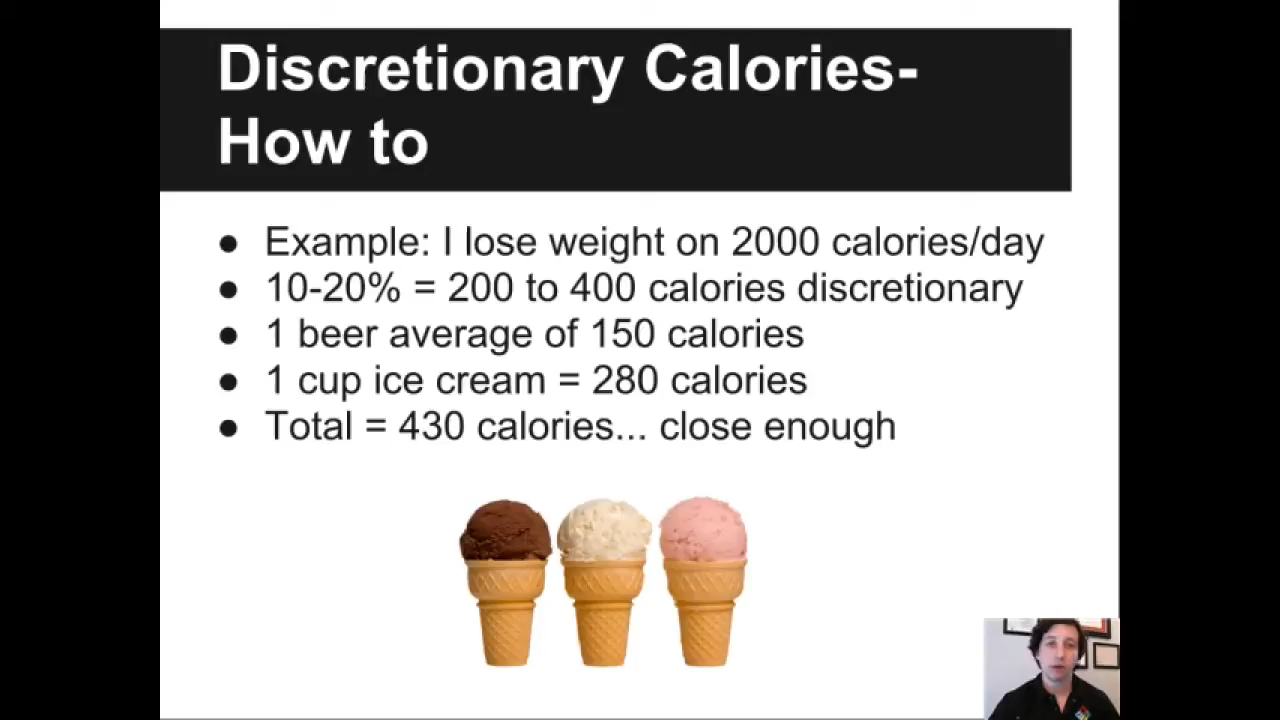 Discretionary Calories-
How to
● Example: I lose weight on 2000 calories/day
● 10-20% = 200 to 400 calories discretionary
● 1 beer average of 150 calories
● 1 cup ice cream = 280 calories
● Total = 430 calories... close enough